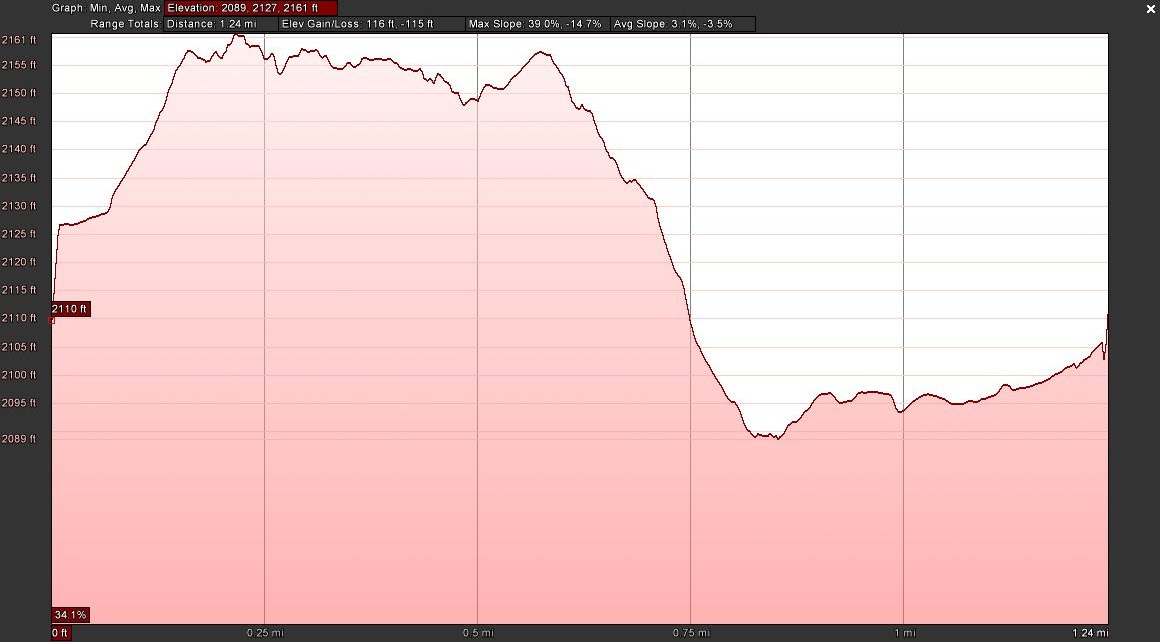 Graph: Min, Avg, Max Elevation: 2089, 2127, 2161 ft
Range Totals: Distance: 1.24 mi Elev Gain/Loss: 116 ft, -115 ft Max Slope: 39.0%, -14.7% Avg Slope: 3.1%, -3.5%
2161 ft
2155 ft
2150 ft
2145 ft
2140 ft
2135 ft
2130 ft
2125 ft
2120 ft
2115 ft
2110 ft
2110 ft
2105 ft
2100 ft
2095 ft
2089 ft
34.1%
0 ft 0.25 mi 0.5 mi 0.75 mi 1 mi 1.24 mi